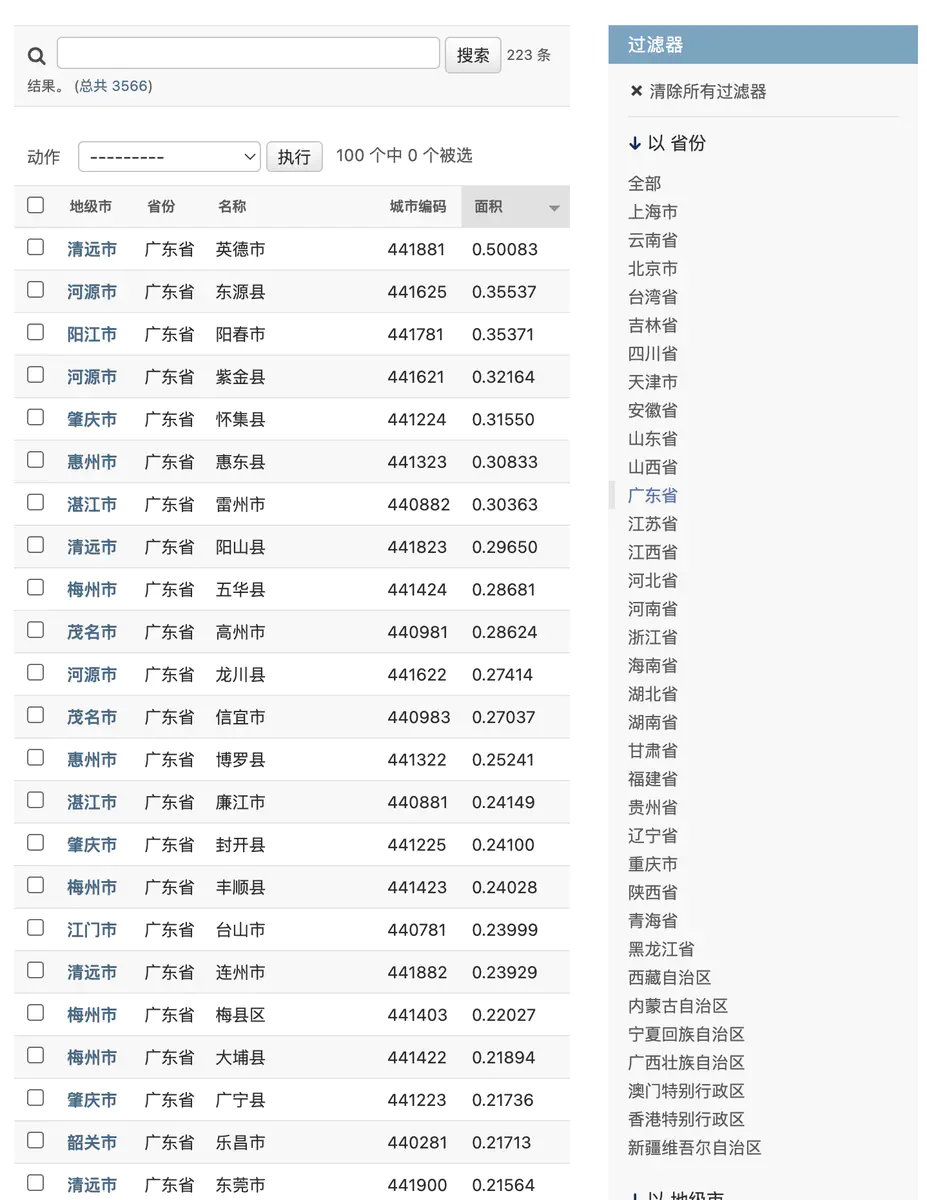 搜索 223 条
结果。 (总共 3566)
动作 --------- 执行 100 个中 0 个被选
地级市 省份 名称 城市编码 面积
清远市 广东省 英德市 441881 0.50083
河源市 广东省 东源县 441625 0.35537
阳江市 广东省 阳春市 441781 0.35371
河源市 广东省 紫金县 441621 0.32164
肇庆市 广东省 怀集县 441224 0.31550
惠州市 广东省 惠东县 441323 0.30833
湛江市 广东省 雷州市 440882 0.30363
清远市 广东省 阳山县 441823 0.29650
梅州市 广东省 五华县 441424 0.28681
茂名市 广东省 高州市 440981 0.28624
河源市 广东省 龙川县 441622 0.27414
茂名市 广东省 信宜市 440983 0.27037
惠州市 广东省 博罗县 441322 0.25241
湛江市 广东省 廉江市 440881 0.24149
肇庆市 广东省 封开县 441225 0.24100
梅州市 广东省 丰顺县 441423 0.24028
江门市 广东省 台山市 440781 0.23999
清远市 广东省 连州市 441882 0.23929
梅州市 广东省 梅县区 441403 0.22027
梅州市 广东省 大埔县 441422 0.21894
肇庆市 广东省 广宁县 441223 0.21736
韶关市 广东省 乐昌市 440281 0.21713
清远市 广东省 东莞市 441900 0.21564
过滤器
✖ 清除所有过滤器
↓ 以 省份
全部
上海市
云南省
北京市
台湾省
吉林省
四川省
天津市
安徽省
山东省
山西省
广东省
江苏省
江西省
河北省
河南省
浙江省
海南省
湖北省
湖南省
甘肃省
福建省
贵州省
辽宁省
重庆市
陕西省
青海省
黑龙江省
西藏自治区
内蒙古自治区
宁夏回族自治区
广西壮族自治区
澳门特别行政区
香港特别行政区
新疆维吾尔自治区
↓ 以 地级市